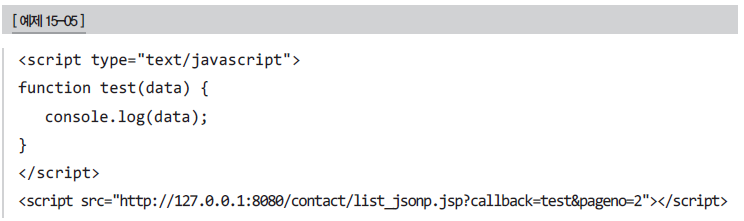 [ 예제 15-05 ]
<script type="text/javascript">
function test(data) {
   console.log(data);
}
</script>
<script src="http://127.0.0.1:8080/contact/list_jsonp.jsp?callback=test&pageno=2"></script>